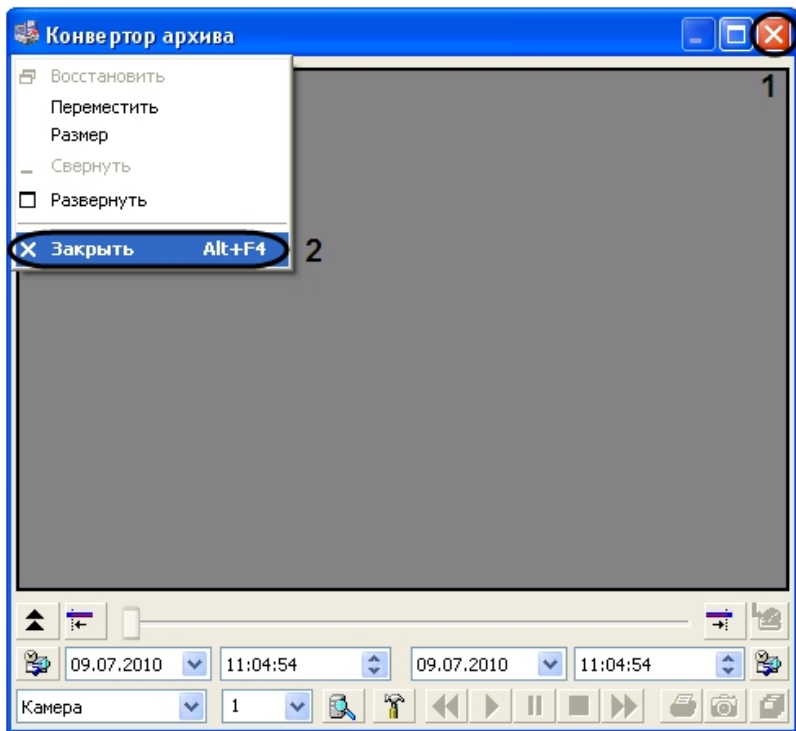 Конвертор архива
1
Восстановить
Переместить
Размер
Свернуть
Развернуть
Закрыть Alt+F4
2
09.07.2010 11:04:54 09.07.2010 11:04:54
Камера 1